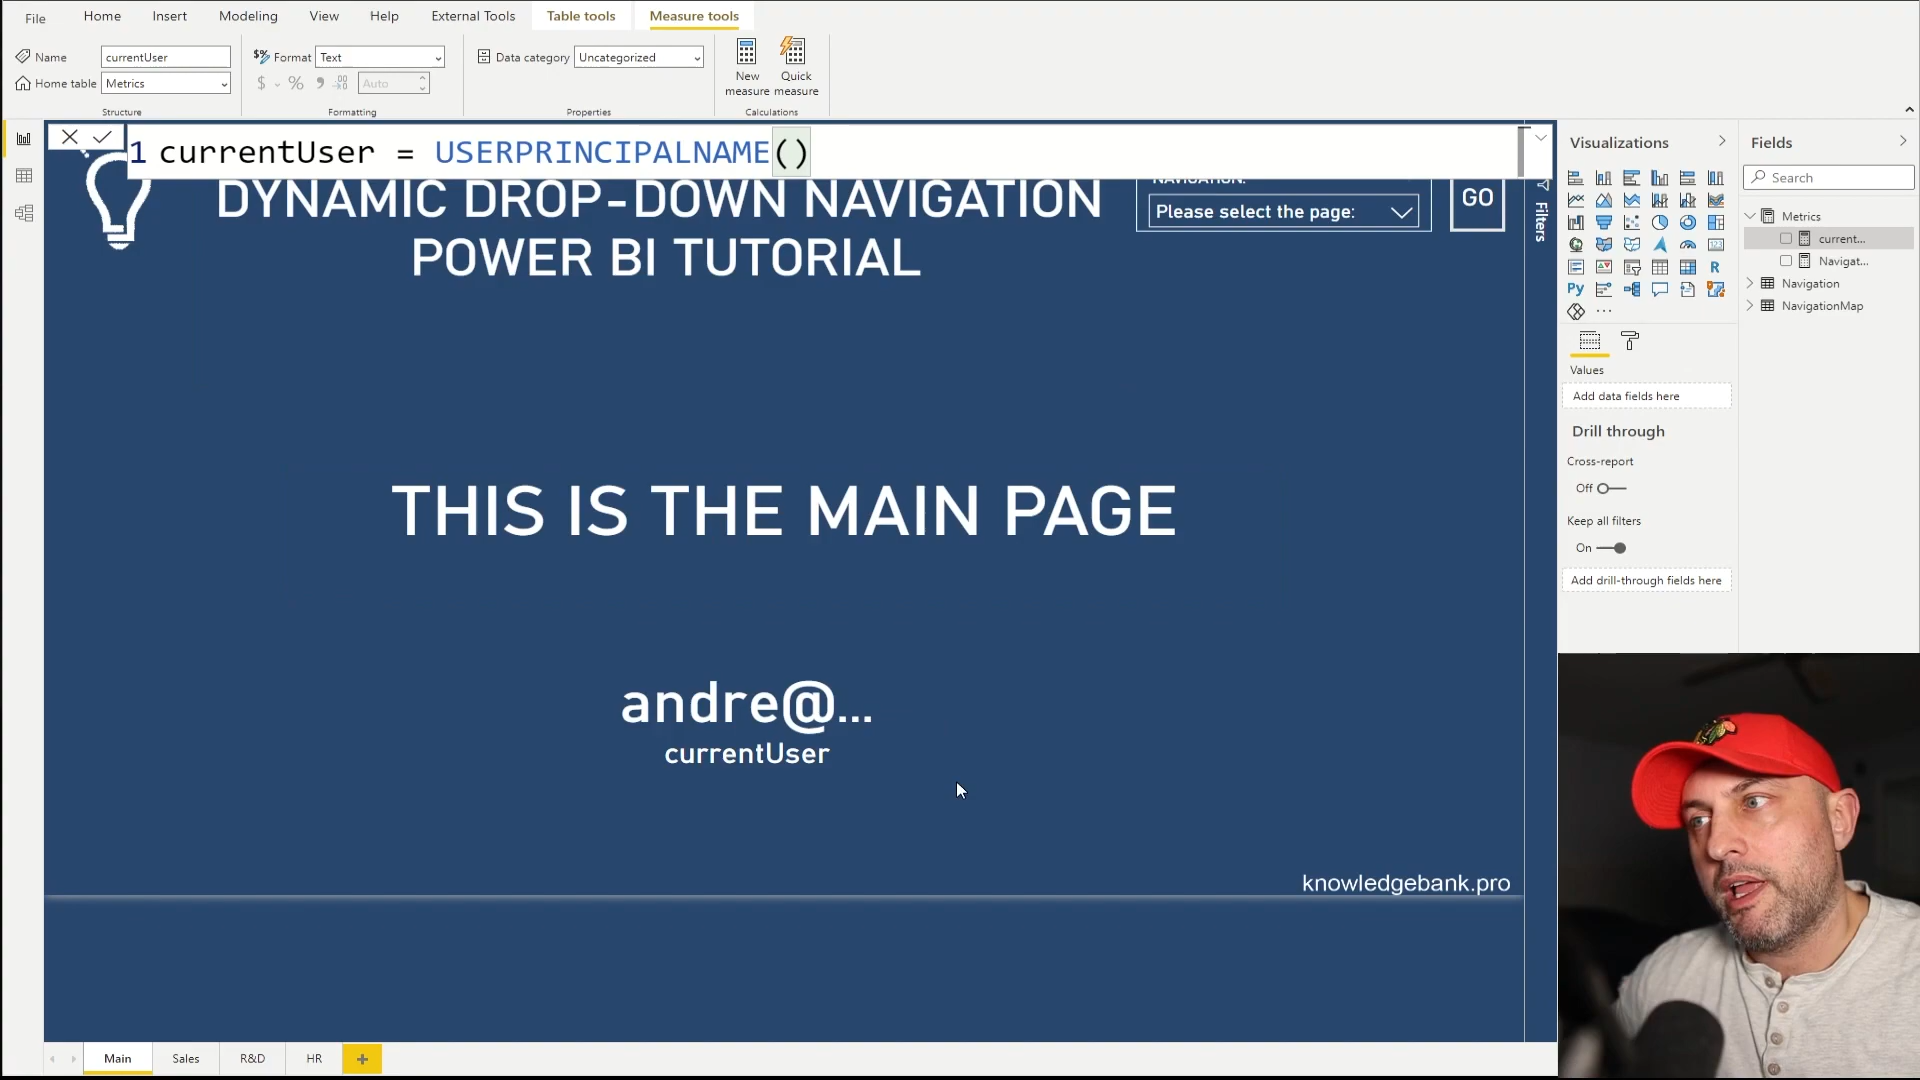 File
Home
Insert
Modeling
View
Help
External Tools
Table tools
Measure tools
Name
currentUser
Home table
Metrics
Structure
Format
Text
$
%
Auto
Formatting
Data category
Uncategorized
Properties
New
measure
Quick
measure
Calculations
1 currentUser = USERPRINCIPALNAME()
DYNAMIC DROP-DOWN NAVIGATION
POWER BI TUTORIAL
NAVIGATION:
Please select the page:
GO
Filters
THIS IS THE MAIN PAGE
andre@...
currentUser
knowledgebank.pro
Main
Sales
R&D
HR
+
Visualizations
123
R
Py
...
Values
Add data fields here
Drill through
Cross-report
Off
Keep all filters
On
Add drill-through fields here
Fields
Search
Metrics
current...
Navigat...
Navigation
NavigationMap